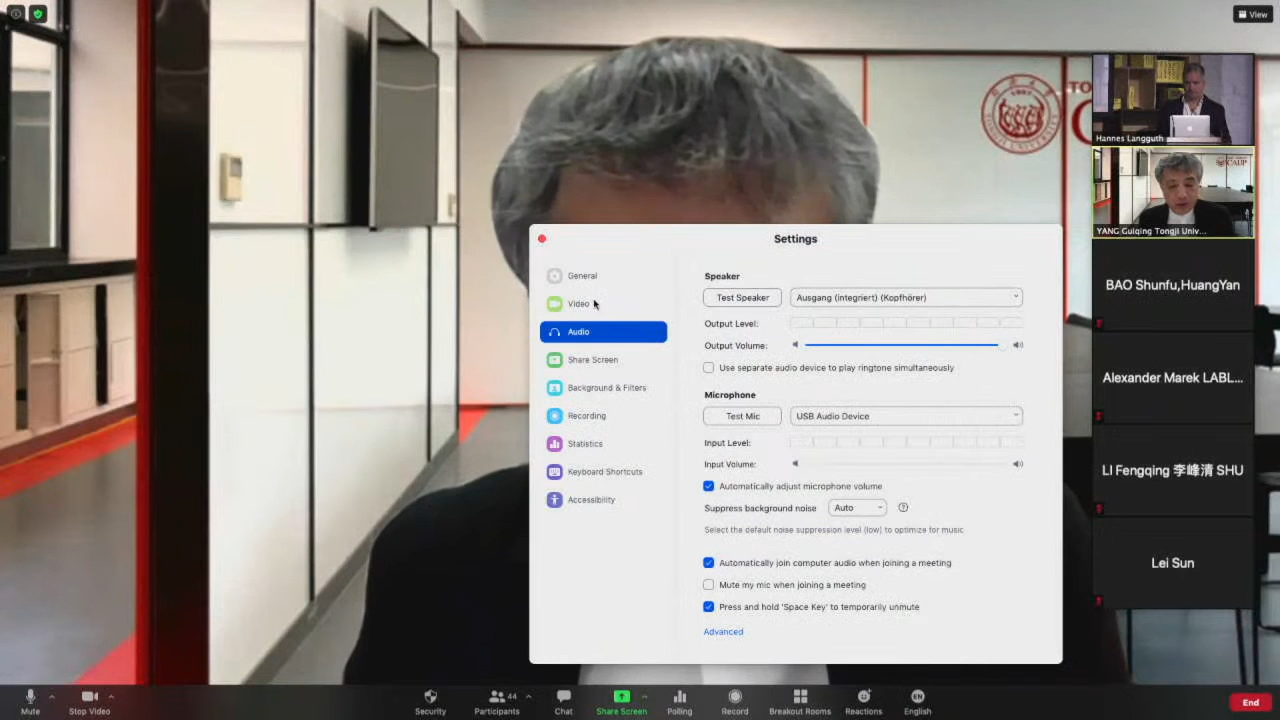 View
Hannes Langguth
YANG Guiqing Tongji Univ...
BAO Shunfu,HuangYan
Alexander Marek LABL...
LI Fengqing 李峰清 SHU
Lei Sun
TO
CAUP
Settings
General
Video
Audio
Share Screen
Background & Filters
Recording
Statistics
Keyboard Shortcuts
Accessibility
Speaker
Test Speaker
Ausgang (integriert) (Kopfhörer)
Output Level:
Output Volume:
Use separate audio device to play ringtone simultaneously
Microphone
Test Mic
USB Audio Device
Input Level:
Input Volume:
Automatically adjust microphone volume
Suppress background noise
Auto
Select the default noise suppression level (low) to optimize for music
Automatically join computer audio when joining a meeting
Mute my mic when joining a meeting
Press and hold 'Space Key' to temporarily unmute
Advanced
Mute
Stop Video
Security
Participants
44
Chat
Share Screen
Polling
Record
Breakout Rooms
Reactions
EN
English
End